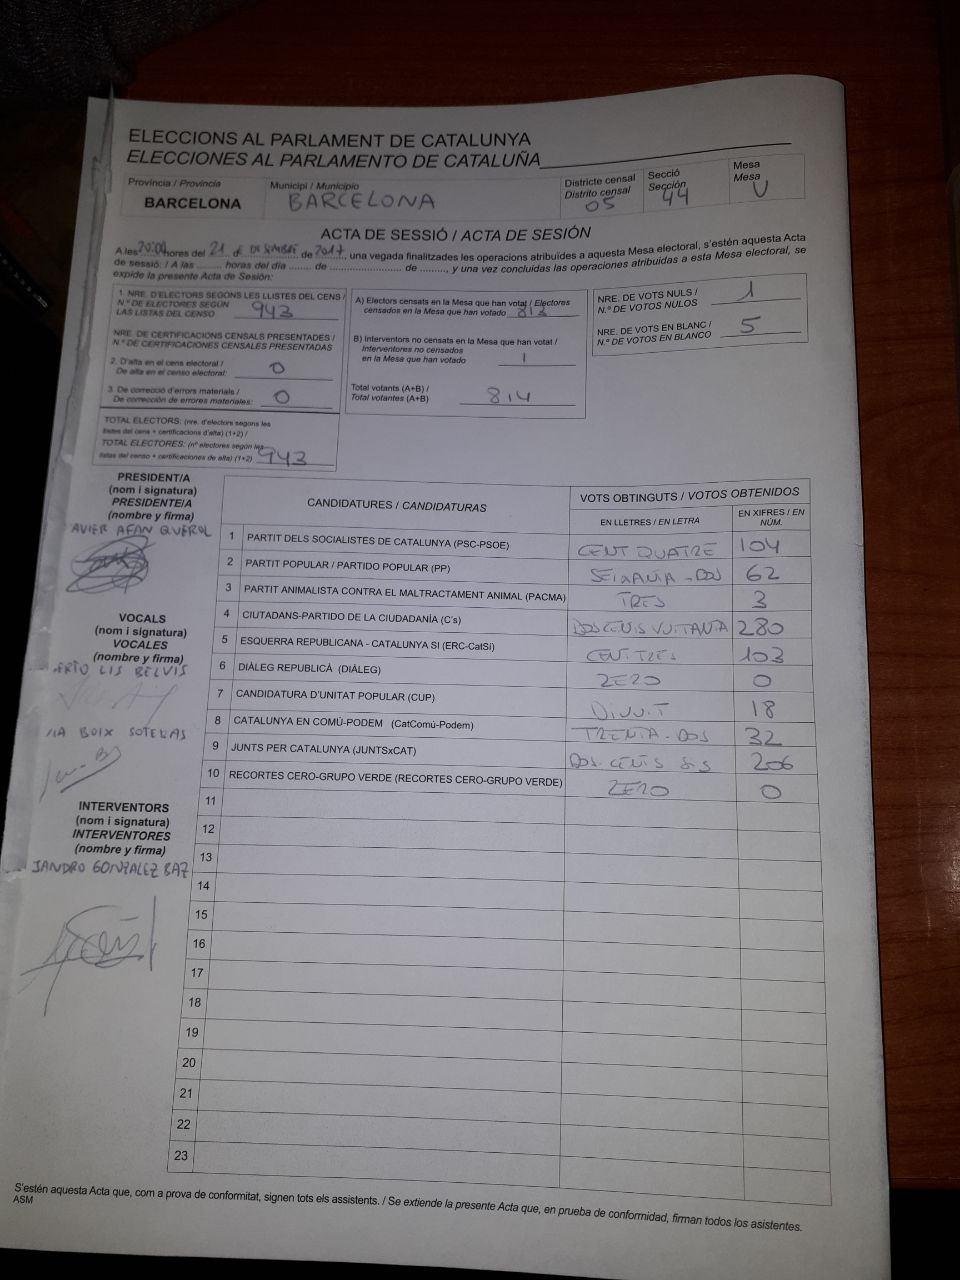 ELECCIONS AL PARLAMENT DE CATALUNYA
ELECCIONES AL PARLAMENTO DE CATALUÑA
Provincia / Provincia
BARCELONA
Municipi / Municipio
BARCELONA
Districte censal
Distrito censal
05
Secció
Sección
44
Mesa
Mesa
U
ACTA DE SESSIÓ / ACTA DE SESIÓN
A les 20:00 hores del 21 de DESEMBRE de 2017, una vegada finalitzades les operacions atribuïdes a aquesta Mesa electoral, s'estén aquesta Acta
de sessió: / A las ........ horas del día ....... de ........................ de ........, y una vez concluídas las operaciones atribuidas a esta Mesa electoral, se
expide la presente Acta de Sesión:
1. NRE. D'ELECTORS SEGONS LES LLISTES DEL CENS /
N.º DE ELECTORES SEGÚN
LAS LISTAS DEL CENSO 943
NRE. DE CERTIFICACIONS CENSALS PRESENTADES /
N.º DE CERTIFICACIONES CENSALES PRESENTADAS
2. D'alta en el cens electoral /
De alta en el censo electoral: 0
3. De correcció d'errors materials /
De corrección de errores materiales: 0
TOTAL ELECTORS: (nre. d'electors segons les
llistes del cens + certificacions d'alta) (1+2) /
TOTAL ELECTORES: (nº electores según les
listas del censo + certificaciones de alta) (1+2) 943
A) Electors censats en la Mesa que han votat / Electores
censados en la Mesa que han votado 813
B) Interventors no censats en la Mesa que han votat /
Interventores no censados
en la Mesa que han votado 1
Total votants (A+B) /
Total votantes (A+B) 814
NRE. DE VOTS NULS /
N.º DE VOTOS NULOS 1
NRE. DE VOTS EN BLANC /
N.º DE VOTOS EN BLANCO 5
PRESIDENT/A
(nom i signatura)
PRESIDENTE/A
(nombre y firma)
AVIER AFAN QUEROL
VOCALS
(nom i signatura)
VOCALES
(nombre y firma)
LIS BELVIS
BOIX SOTERAS
INTERVENTORS
(nom i signatura)
INTERVENTORES
(nombre y firma)
JANDRO GONZALEZ BAZ
CANDIDATURES / CANDIDATURAS
VOTS OBTINGUTS / VOTOS OBTENIDOS
EN LLETRES / EN LETRA
EN XIFRES / EN
NÚM.
1 PARTIT DELS SOCIALISTES DE CATALUNYA (PSC-PSOE) CENT QUATRE 104
2 PARTIT POPULAR / PARTIDO POPULAR (PP) SEIXANTA-DOS 62
3 PARTIT ANIMALISTA CONTRA EL MALTRACTAMENT ANIMAL (PACMA) TRES 3
4 CIUTADANS-PARTIDO DE LA CIUDADANÍA (C's) DOSCENTS VUITANTA 280
5 ESQUERRA REPUBLICANA - CATALUNYA SI (ERC-CatSí) CENT TRES 103
6 DIÀLEG REPUBLICÀ (DIÀLEG) ZERO 0
7 CANDIDATURA D'UNITAT POPULAR (CUP) DIVUIT 18
8 CATALUNYA EN COMÚ-PODEM (CatComú-Podem) TRENTA-DOS 32
9 JUNTS PER CATALUNYA (JUNTSxCAT) DOS-CENTS SIS 206
10 RECORTES CERO-GRUPO VERDE (RECORTES CERO-GRUPO VERDE) ZERO 0
11
12
13
14
15
16
17
18
19
20
21
22
23
S'estén aquesta Acta que, com a prova de conformitat, signen tots els assistents. / Se extiende la presente Acta que, en prueba de conformidad, firman todos los asistentes.
ASM